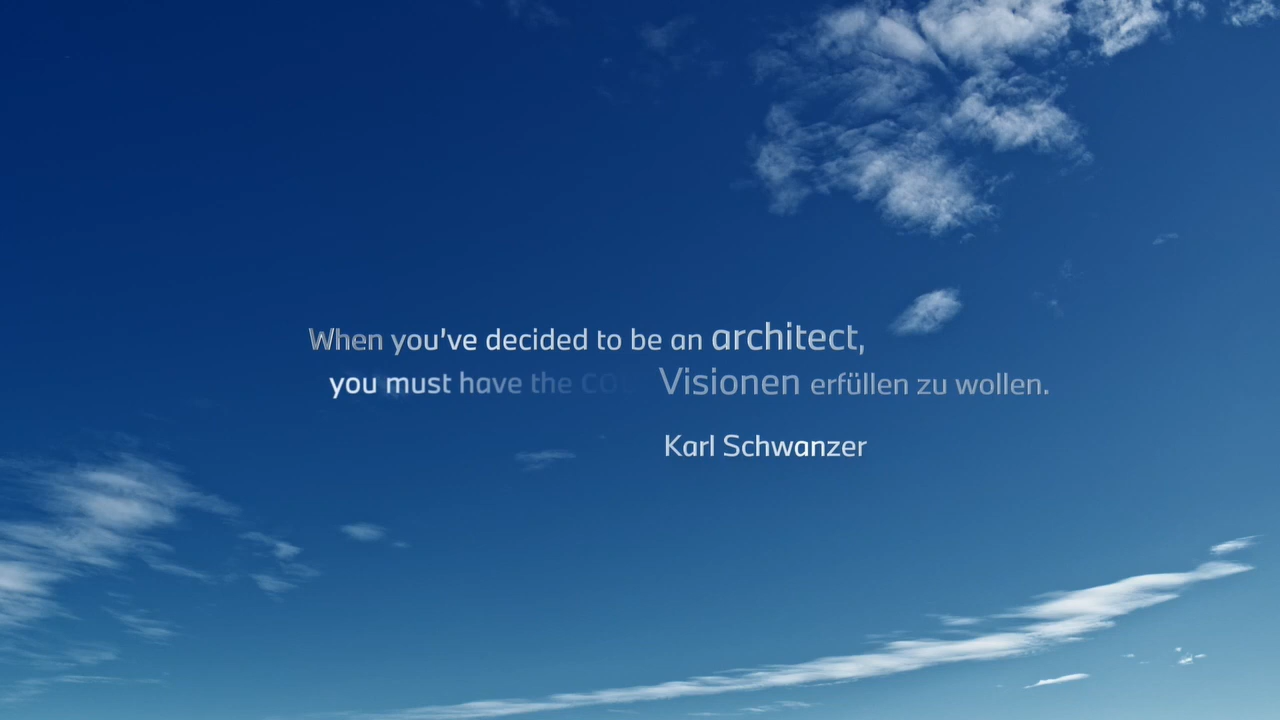 When you've decided to be an architect,
you must have the Visionen erfüllen zu wollen.
Karl Schwanzer